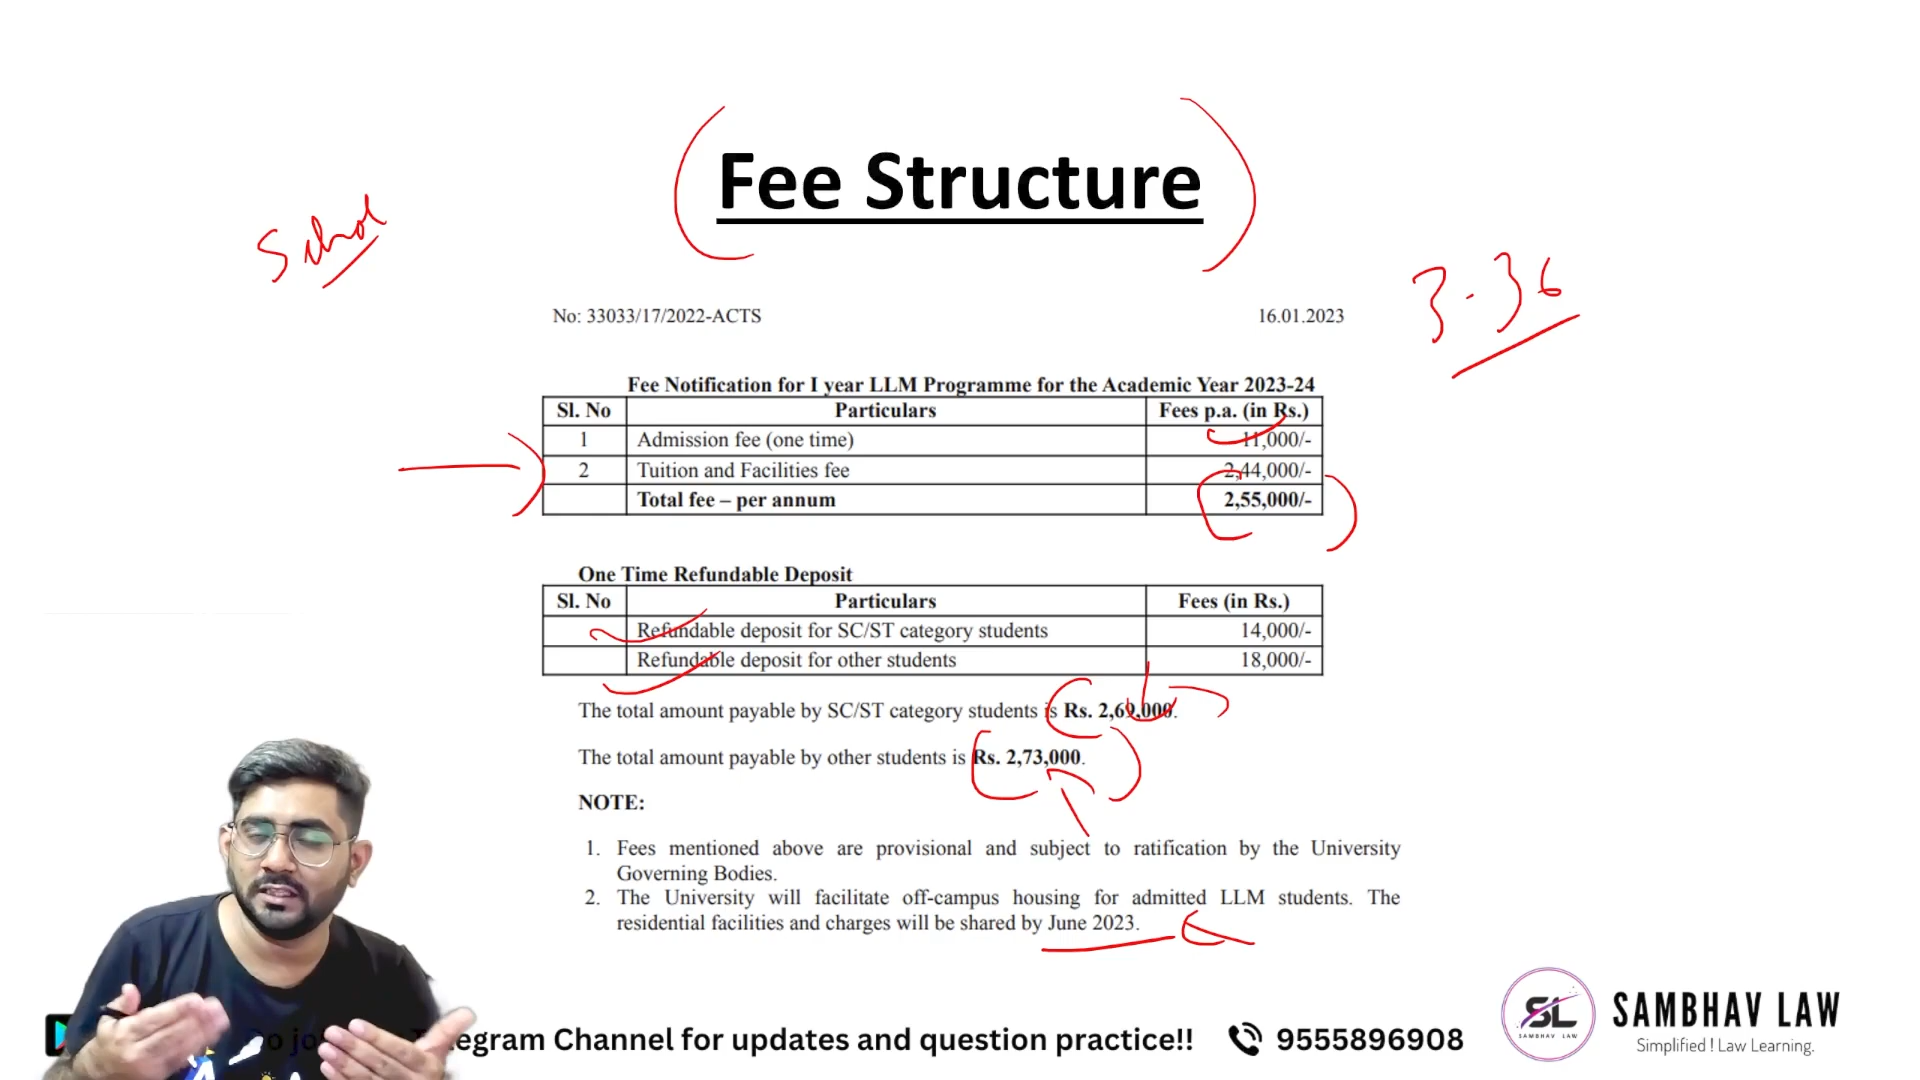 Fee Structure
Schol
3-36
No: 33033/17/2022-ACTS 16.01.2023
Fee Notification for I year LLM Programme for the Academic Year 2023-24
Sl. No Particulars Fees p.a. (in Rs.)
1 Admission fee (one time) 11,000/-
2 Tuition and Facilities fee 2,44,000/-
Total fee – per annum 2,55,000/-
One Time Refundable Deposit
Sl. No Particulars Fees (in Rs.)
Refundable deposit for SC/ST category students 14,000/-
Refundable deposit for other students 18,000/-
The total amount payable by SC/ST category students is Rs. 2,69,000.
The total amount payable by other students is Rs. 2,73,000.
NOTE:
1. Fees mentioned above are provisional and subject to ratification by the University
Governing Bodies.
2. The University will facilitate off-campus housing for admitted LLM students. The
residential facilities and charges will be shared by June 2023.
Channel for updates and question practice!! 9555896908
SL
SAMBHAV LAW
SAMBHAV LAW
Simplified ! Law Learning.